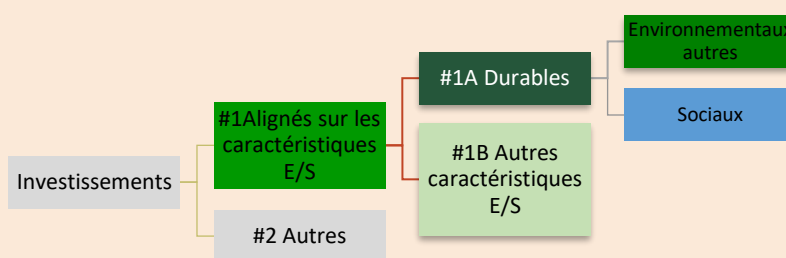 Investissements
#1Alignés sur les
caractéristiques
E/S
#2 Autres
#1A Durables
#1B Autres
caractéristiques
E/S
Environnementaux
autres
Sociaux